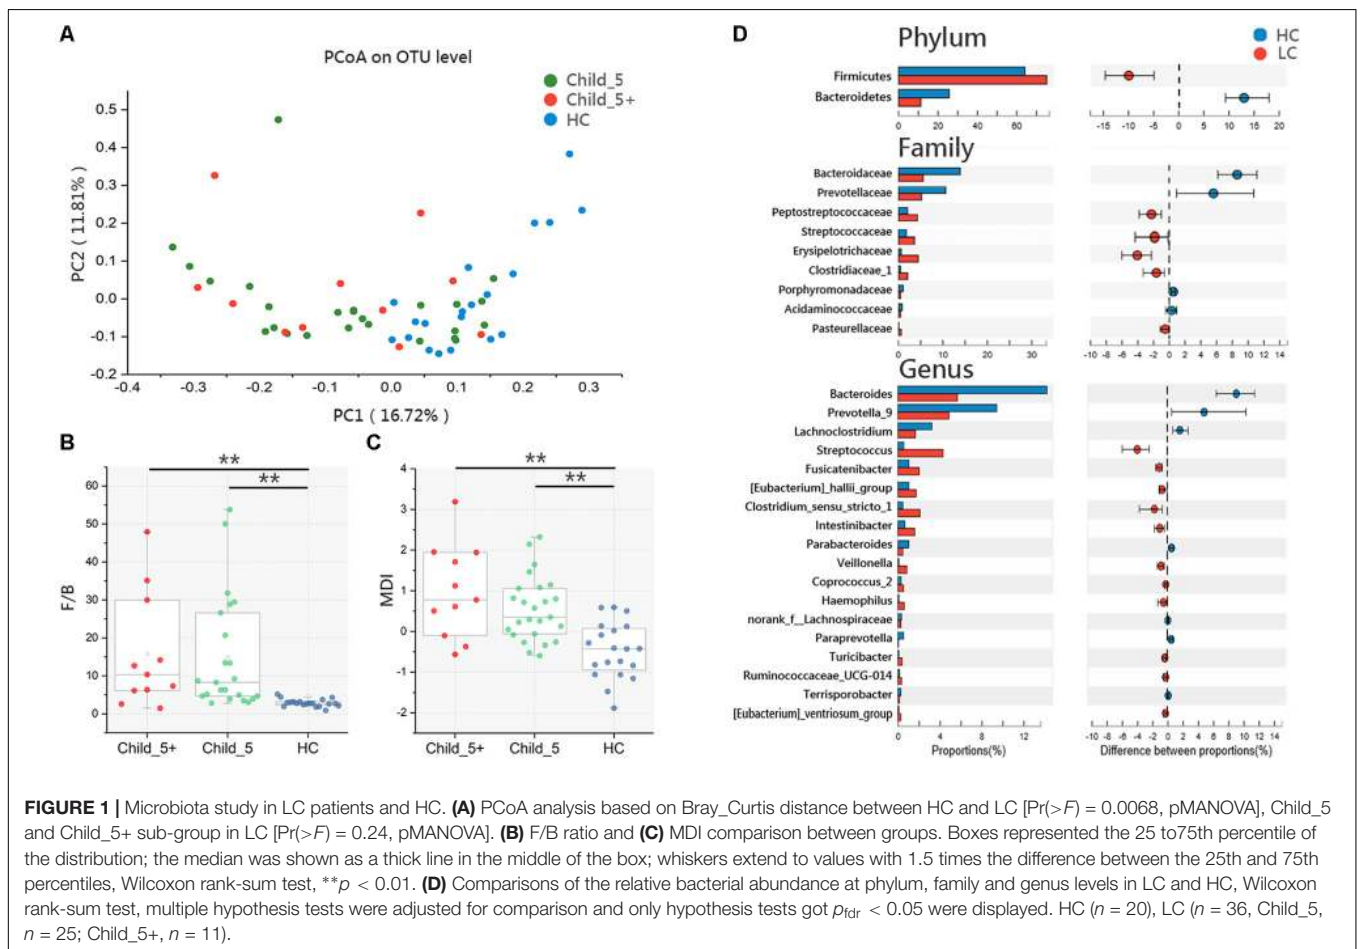 A
PCoA on OTU level
Child_5
Child_5+
HC
PC2 ( 11.81% )
0.5
0.4
0.3
0.2
0.1
0.0
-0.1
-0.2
-0.4
-0.3
-0.2
-0.1
0.0
0.1
0.2
0.3
PC1 ( 16.72% )
B
**
**
F/B
60
50
40
30
20
10
0
Child_5+
Child_5
HC
C
**
**
MDI
4
3
2
1
0
-1
-2
Child_5+
Child_5
HC
D
Phylum
HC
LC
Firmicutes
Bacteroidetes
0 20 40 60
-15 -10 -5 0 5 10 15 20
Family
Bacteroidaceae
Prevotellaceae
Peptostreptococcaceae
Streptococcaceae
Erysipelotrichaceae
Clostridiaceae_1
Porphyromonadaceae
Acidaminococcaceae
Pasteurellaceae
0 10 20 30
-10 -8 -6 -4 -2 0 2 4 6 8 10 12 14
Genus
Bacteroides
Prevotella_9
Lachnoclostridium
Streptococcus
Fusicatenibacter
[Eubacterium]_hallii_group
Clostridium_sensu_stricto_1
Intestinibacter
Parabacteroides
Veillonella
Coprococcus_2
Haemophilus
norank_f__Lachnospiraceae
Paraprevotella
Turicibacter
Ruminococcaceae_UCG-014
Terrisporobacter
[Eubacterium]_ventriosum_group
0 4 8 12
Proportions(%)
-10 -8 -6 -4 -2 0 2 4 6 8 10 12 14
Difference between proportions(%)
FIGURE 1 | Microbiota study in LC patients and HC. (A) PCoA analysis based on Bray_Curtis distance between HC and LC [Pr(>F) = 0.0068, pMANOVA], Child_5
and Child_5+ sub-group in LC [Pr(>F) = 0.24, pMANOVA]. (B) F/B ratio and (C) MDI comparison between groups. Boxes represented the 25 to75th percentile of
the distribution; the median was shown as a thick line in the middle of the box; whiskers extend to values with 1.5 times the difference between the 25th and 75th
percentiles, Wilcoxon rank-sum test, **p < 0.01. (D) Comparisons of the relative bacterial abundance at phylum, family and genus levels in LC and HC, Wilcoxon
rank-sum test, multiple hypothesis tests were adjusted for comparison and only hypothesis tests got pfdr < 0.05 were displayed. HC (n = 20), LC (n = 36, Child_5,
n = 25; Child_5+, n = 11).